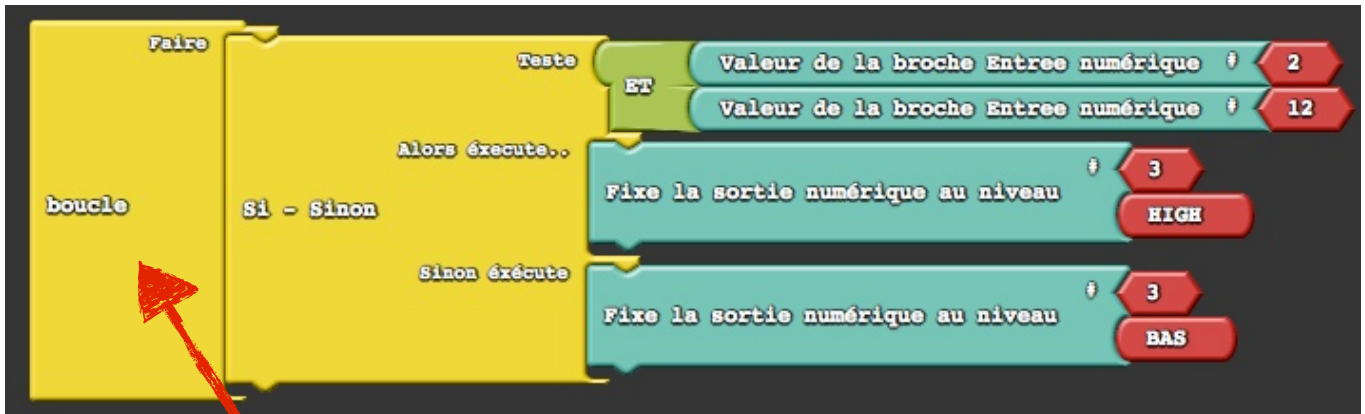 Faire
Teste
ET
Valeur de la broche Entree numérique # 2
Valeur de la broche Entree numérique # 12
Alors éxecute..
boucle
Si - Sinon
Fixe la sortie numérique au niveau
# 3
HIGH
Sinon éxécute
Fixe la sortie numérique au niveau
# 3
BAS